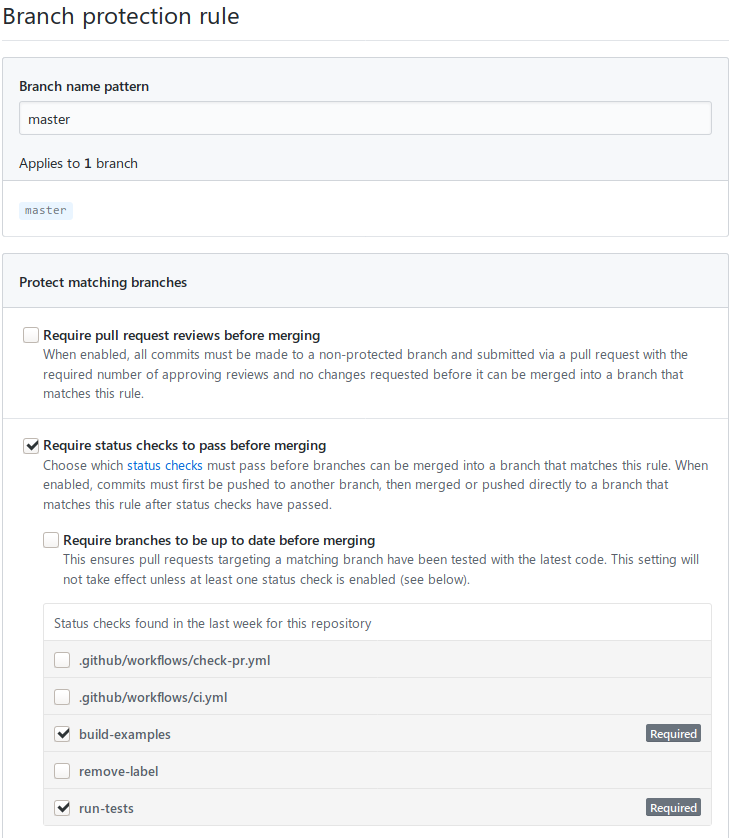 Branch protection rule
Branch name pattern
master
Applies to 1 branch
master
Protect matching branches
Require pull request reviews before merging
When enabled, all commits must be made to a non-protected branch and submitted via a pull request with the
required number of approving reviews and no changes requested before it can be merged into a branch that
matches this rule.
Require status checks to pass before merging
Choose which status checks must pass before branches can be merged into a branch that matches this rule. When
enabled, commits must first be pushed to another branch, then merged or pushed directly to a branch that
matches this rule after status checks have passed.
Require branches to be up to date before merging
This ensures pull requests targeting a matching branch have been tested with the latest code. This setting will
not take effect unless at least one status check is enabled (see below).
Status checks found in the last week for this repository
.github/workflows/check-pr.yml
.github/workflows/ci.yml
build-examples Required
remove-label
run-tests Required